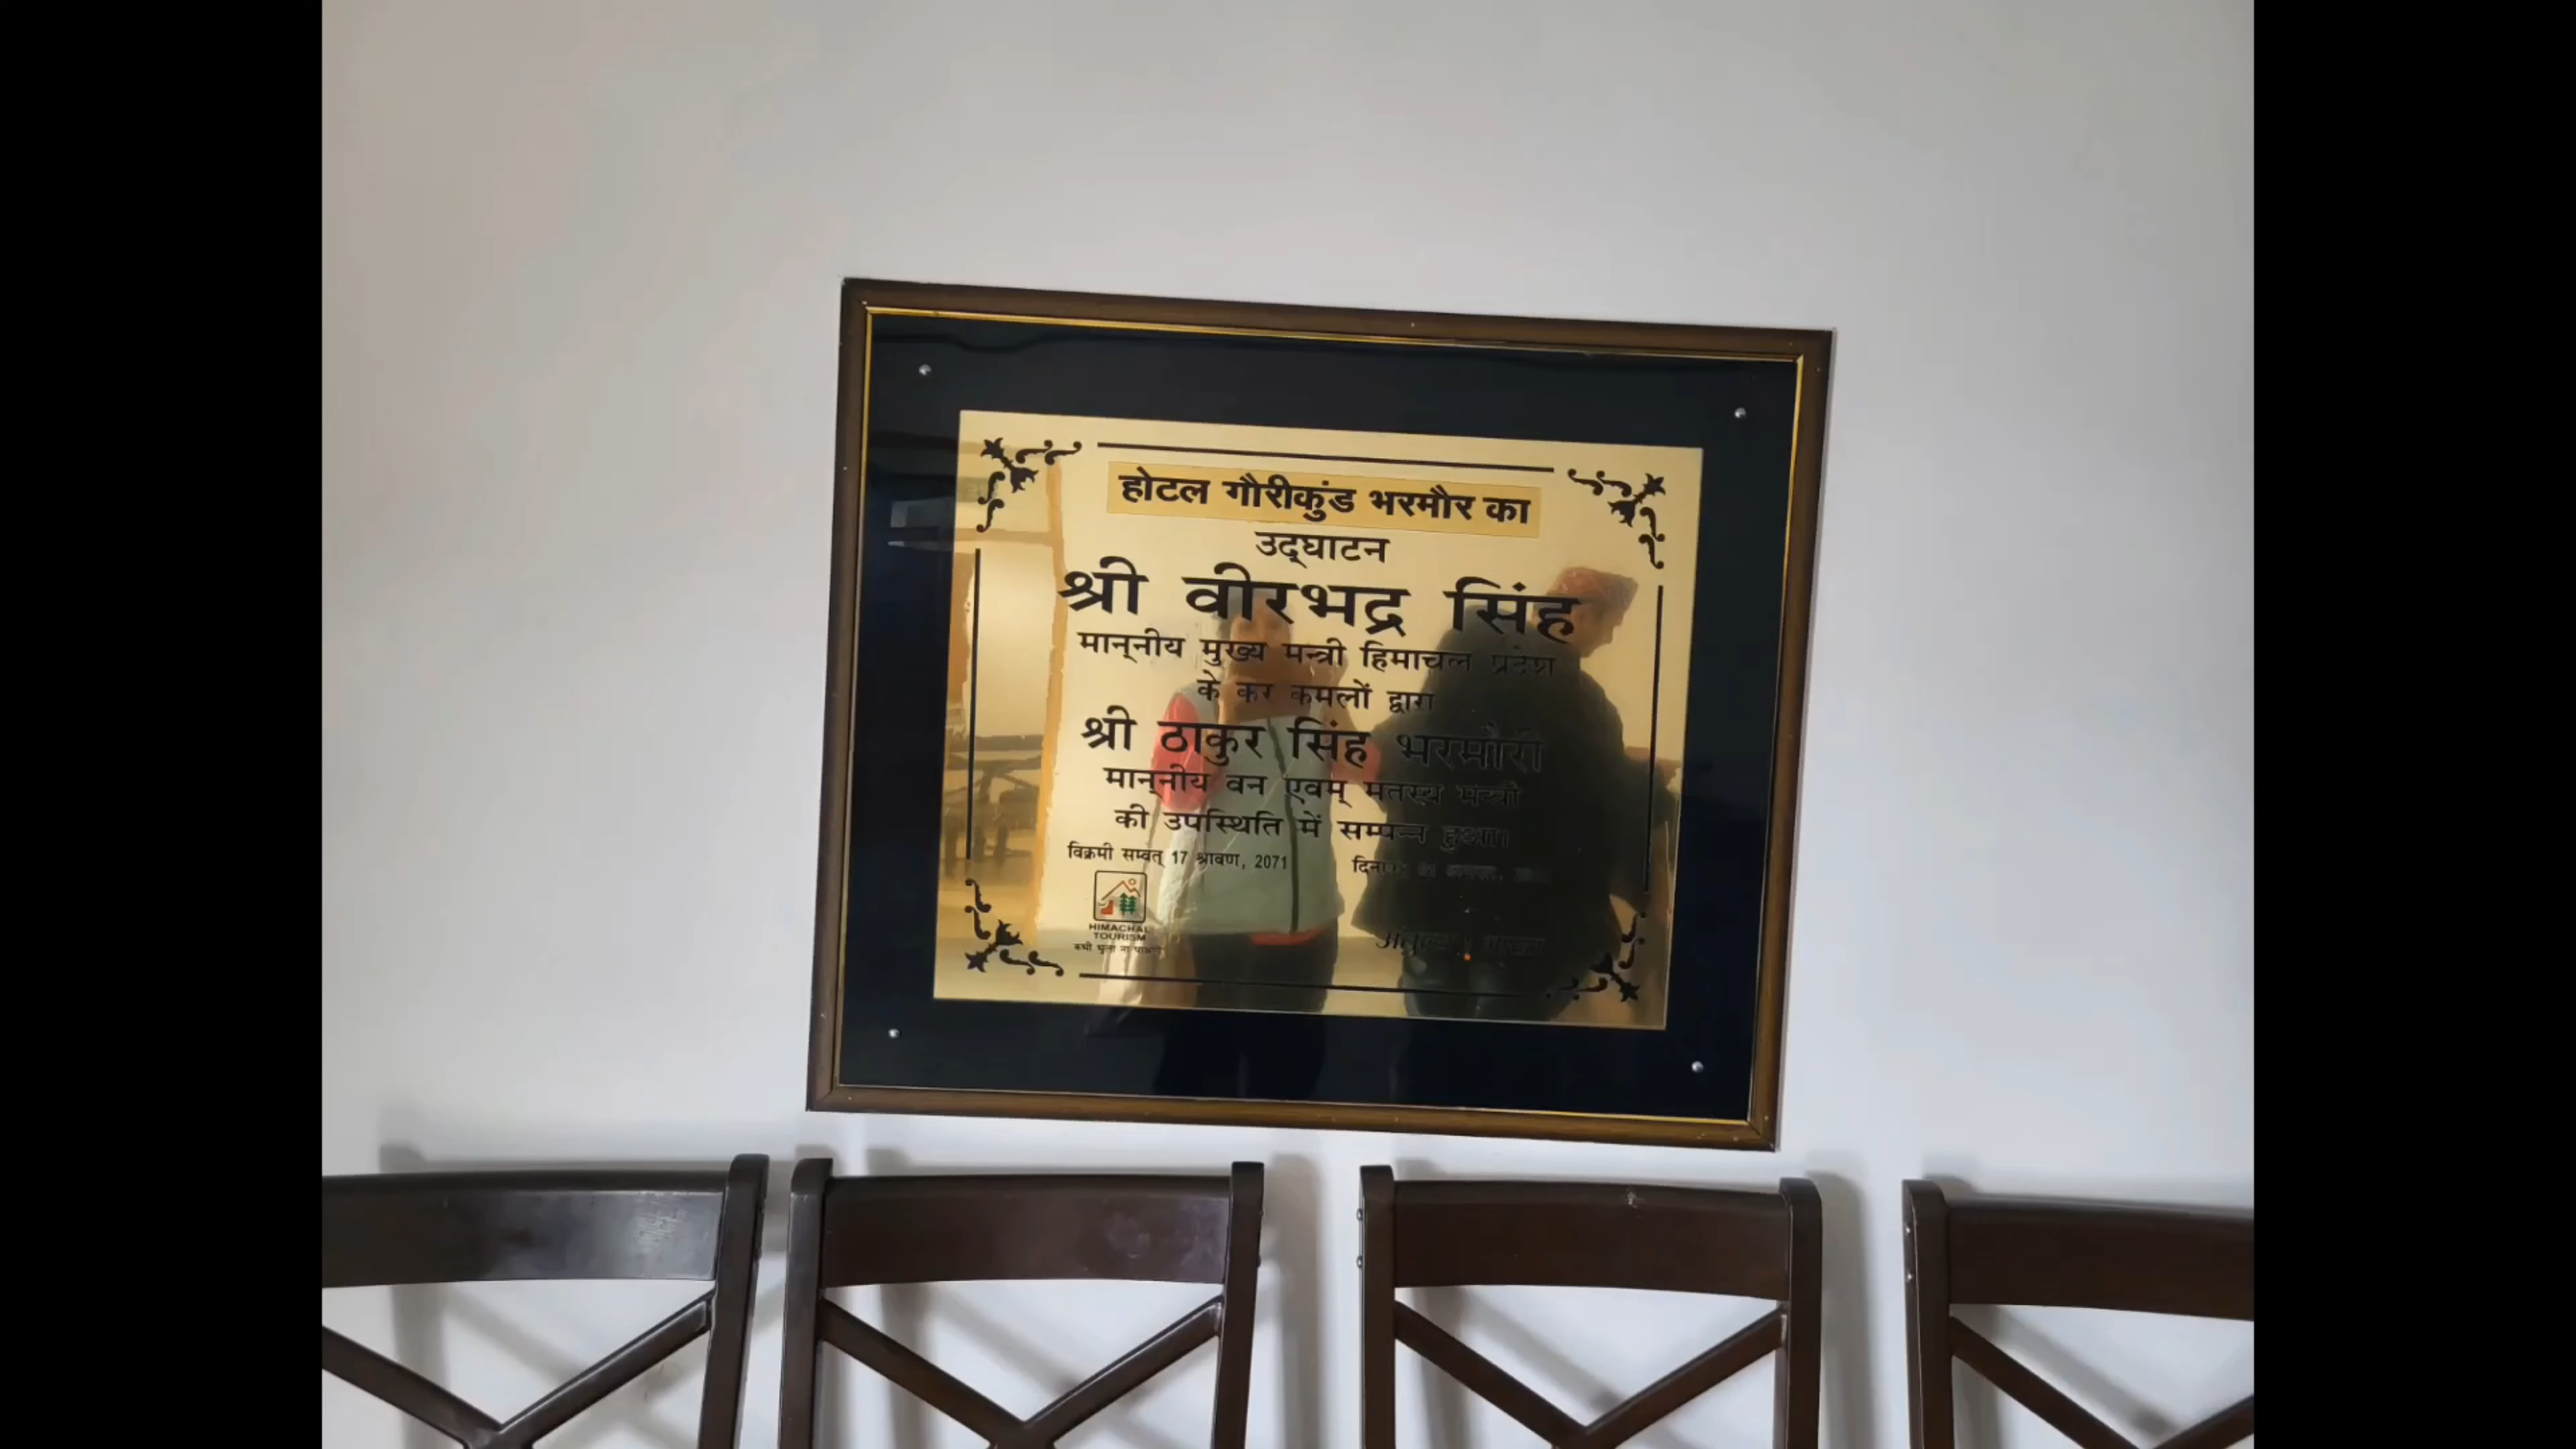 होटल गौरीकुंड भरमौर का
उद्‌घाटन
श्री वीरभद्र सिंह
मान्‌नीय मुख्य मन्त्री हिमाचल प्रदेश
के कर कमलों द्वारा
श्री ठाकुर सिंह भरमौरी
मान्‌नीय वन एवम् मतस्य मन्त्री
की उपस्थिति में सम्पन्न हुआ।
विक्रमी सम्वत् 17 श्रावण, 2071
दिनांक:
HIMACHAL
TOURISM